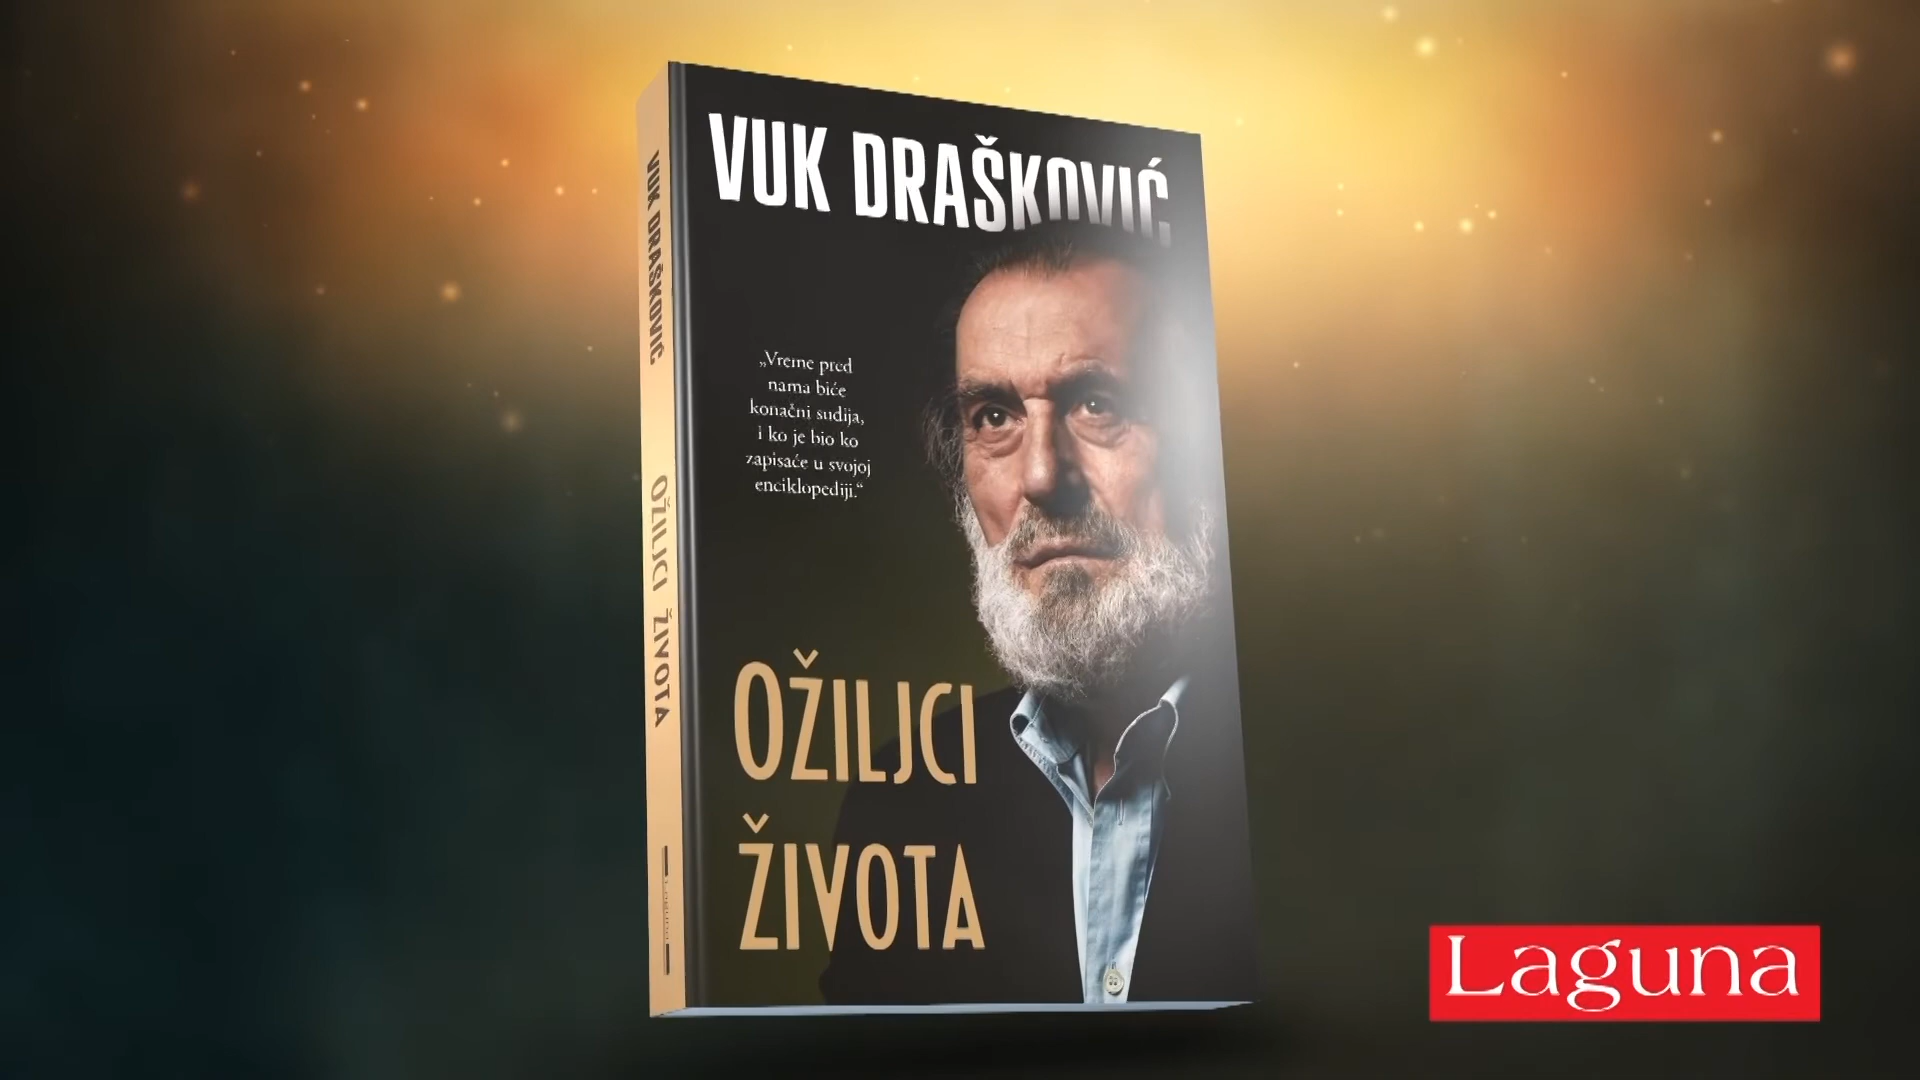 VUK DRAŠKOVIĆ
„Vreme pred
nama biće
konačni sudija,
i ko je bio ko
zapisaće u svojoj
enciklopediji.“
OŽILJCI
ŽIVOTA
VUK DRAŠKOVIĆ
OŽILJCI ŽIVOTA
Laguna
Laguna